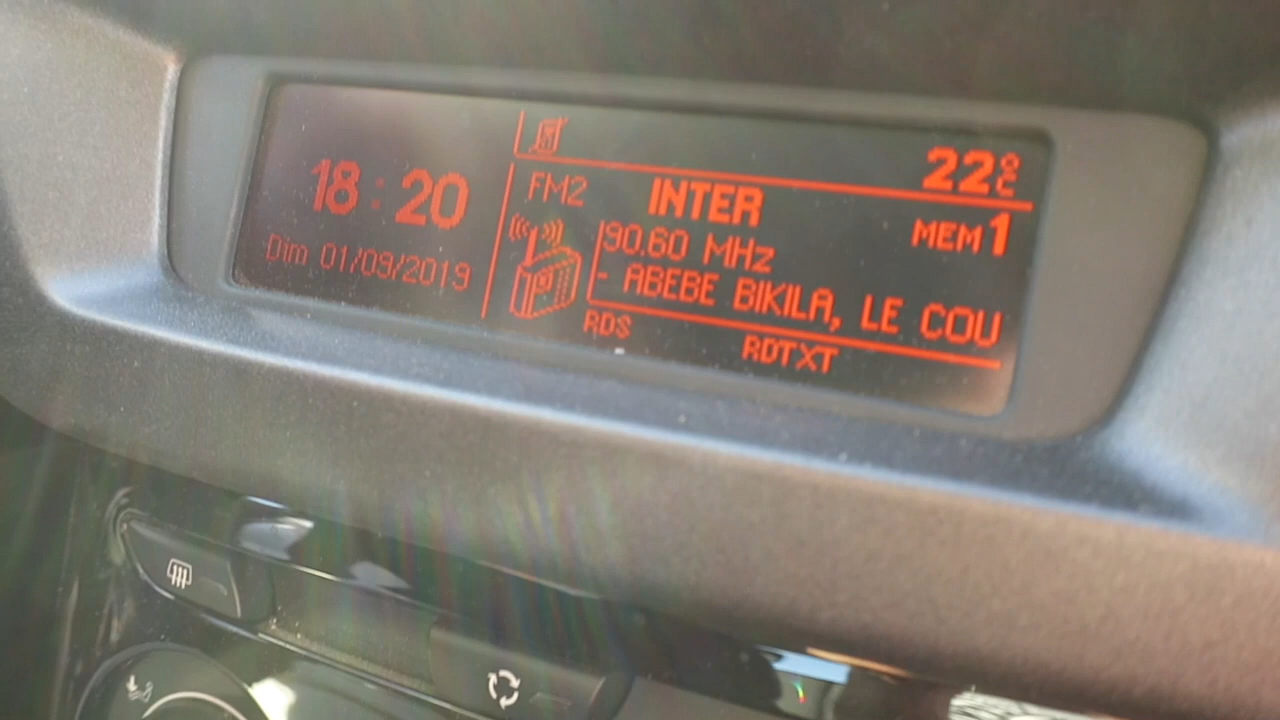 22°C
18:20
Dim 01/09/2019
FM2 INTER MEM 1
90.60 MHz
- ABEBE BIKILA, LE COU
RDS RDTXT